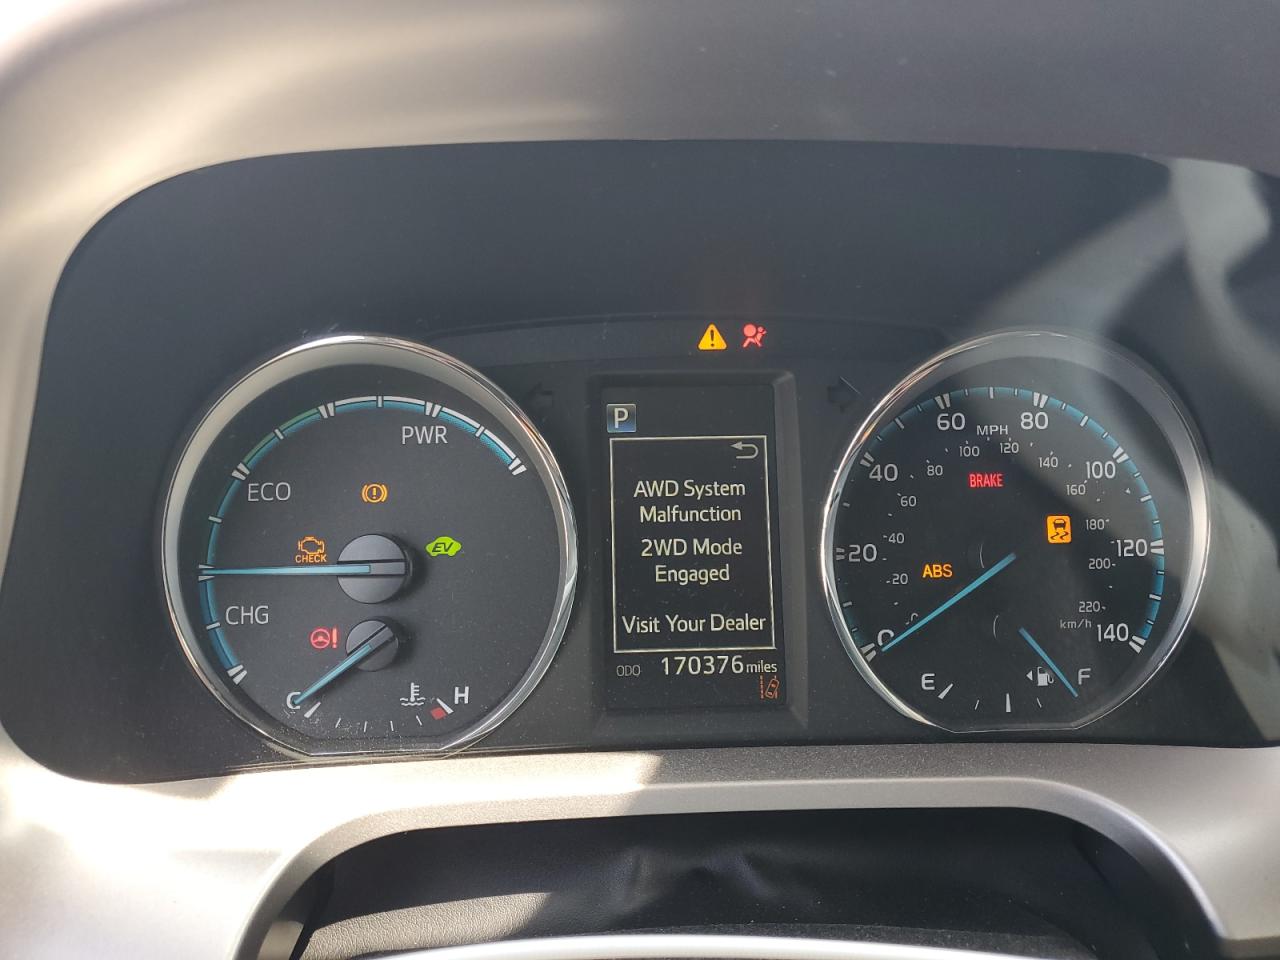 PWR
ECO
CHECK
EV
CHG
C
H
P
AWD System
Malfunction
2WD Mode
Engaged
Visit Your Dealer
ODO 170376 miles
60
MPH
80
100
120
40
80
140
100
BRAKE
160
60
40
180
20
120
20
200
ABS
0
0
220
km/h
140
E
F